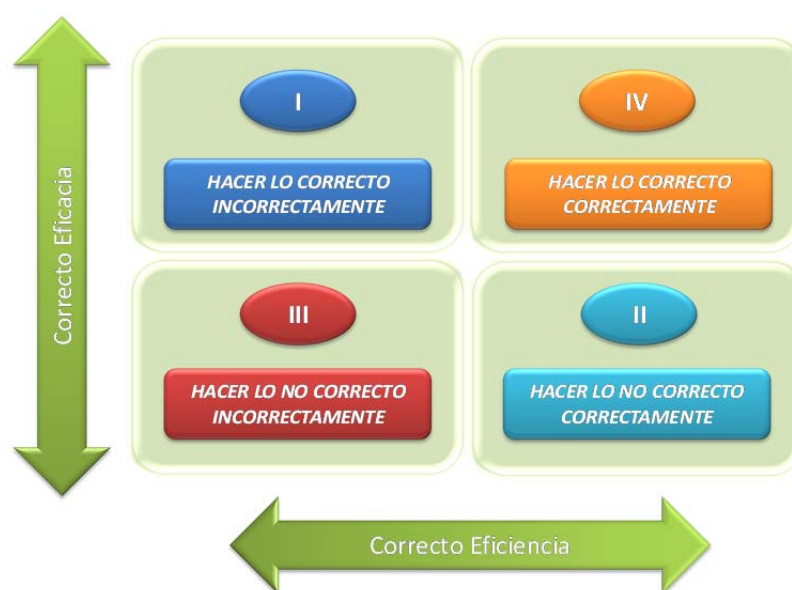 Correcto Eficacia
I
HACER LO CORRECTO
INCORRECTAMENTE
IV
HACER LO CORRECTO
CORRECTAMENTE
III
HACER LO NO CORRECTO
INCORRECTAMENTE
II
HACER LO NO CORRECTO
CORRECTAMENTE
Correcto Eficiencia